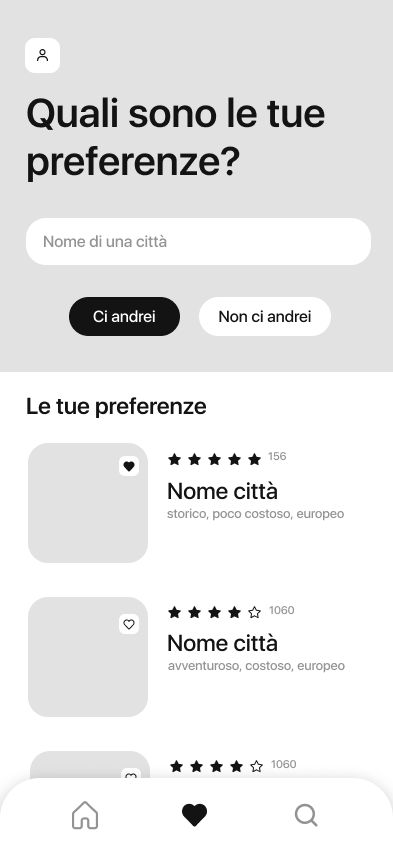 Quali sono le tue
preferenze?
Nome di una città
Ci andrei
Non ci andrei
Le tue preferenze
156
Nome città
storico, poco costoso, europeo
1060
Nome città
avventuroso, costoso, europeo
1060